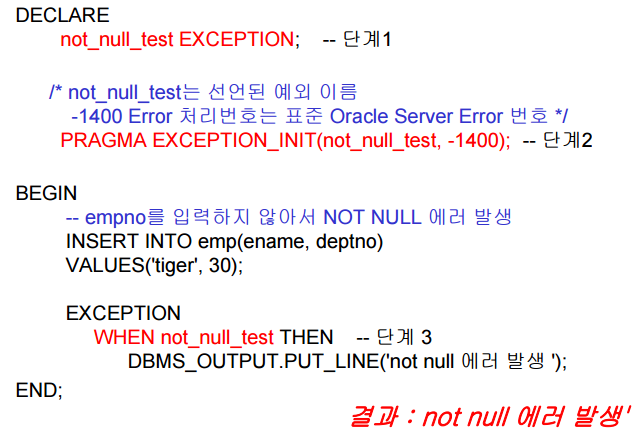 DECLARE
not_null_test EXCEPTION; -- 단계1
/* not_null_test는 선언된 예외 이름
-1400 Error 처리번호는 표준 Oracle Server Error 번호 */
PRAGMA EXCEPTION_INIT(not_null_test, -1400); -- 단계2
BEGIN
-- empno를 입력하지 않아서 NOT NULL 에러 발생
INSERT INTO emp(ename, deptno)
VALUES('tiger', 30);
EXCEPTION
WHEN not_null_test THEN -- 단계 3
DBMS_OUTPUT.PUT_LINE('not null 에러 발생 ');
END;
결과 : not null 에러 발생'